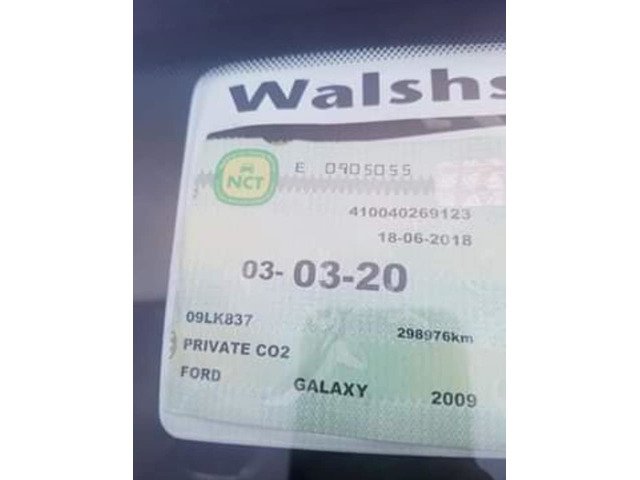 Walshs
NCT
E 0905055
410040269123
18-06-2018
03- 03-20
09LK837
298976km
PRIVATE CO2
FORD GALAXY 2009